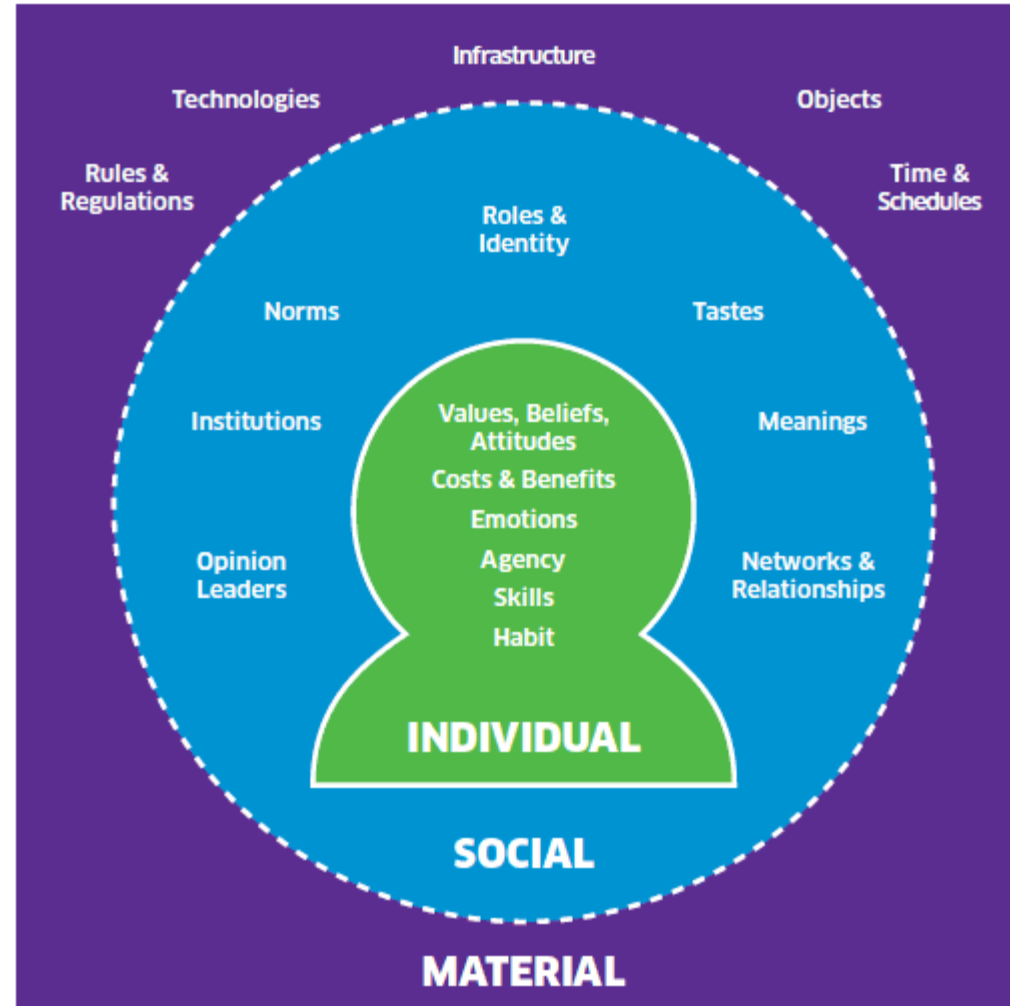 Infrastructure
Technologies
Objects
Rules &
Regulations
Time &
Schedules
Roles &
Identity
Norms
Tastes
Institutions
Meanings
Opinion
Leaders
Networks &
Relationships
Values, Beliefs,
Attitudes
Costs & Benefits
Emotions
Agency
Skills
Habit
INDIVIDUAL
SOCIAL
MATERIAL